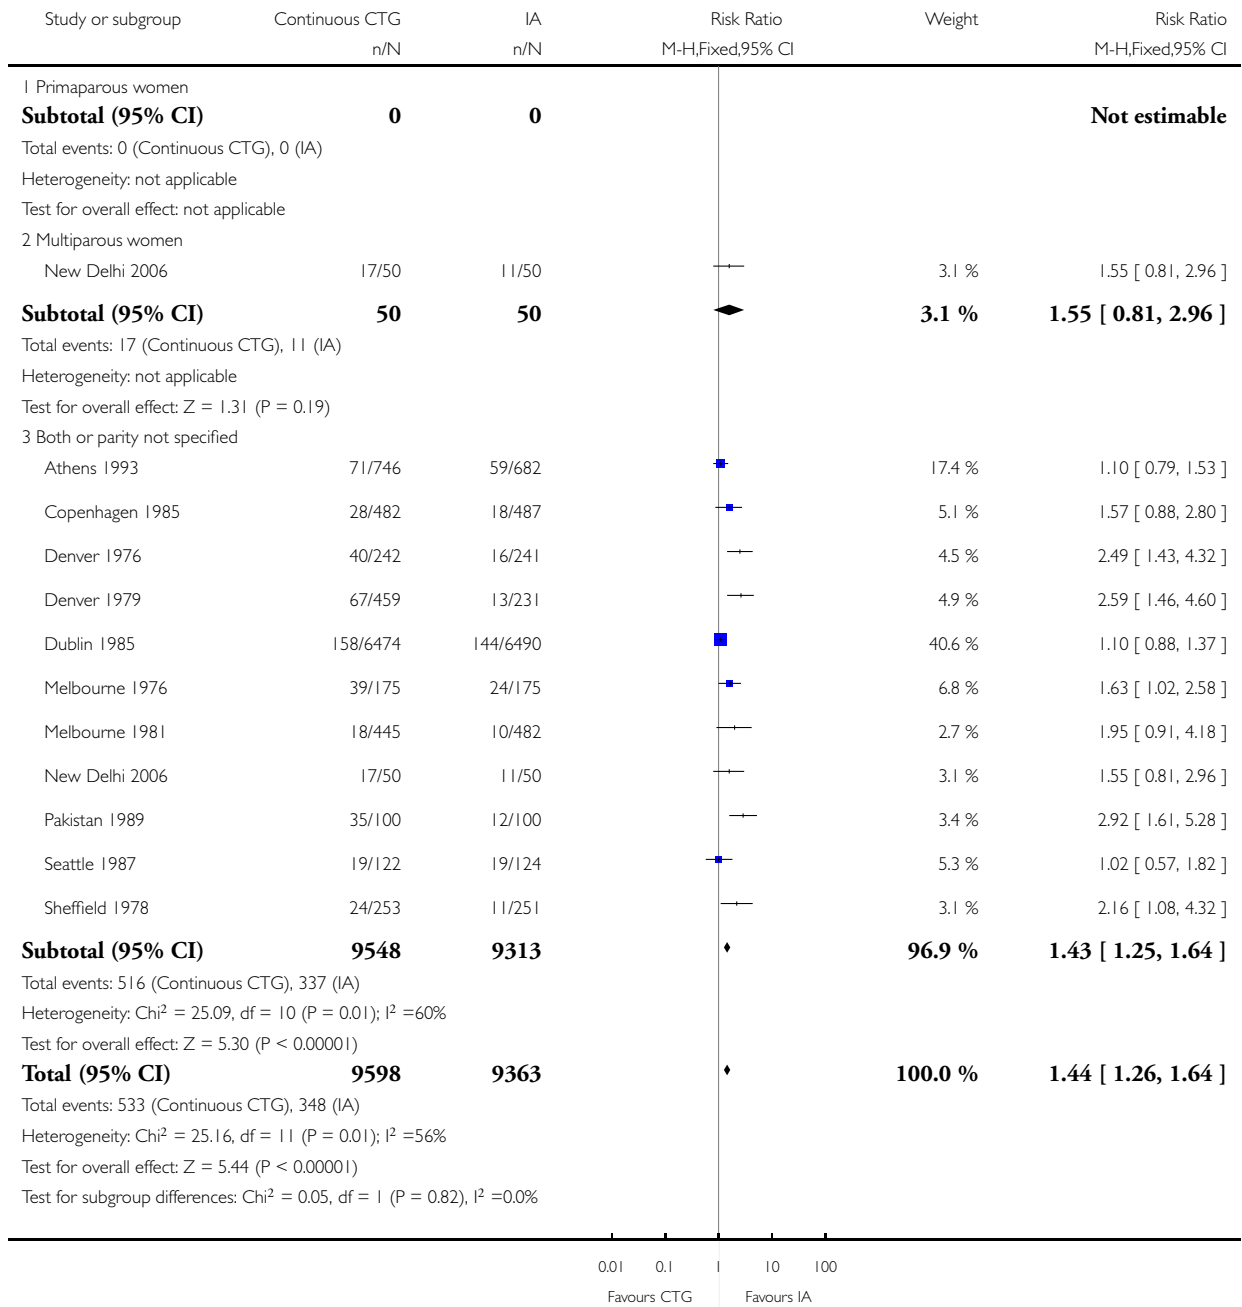 Study or subgroup Continuous CTG IA Risk Ratio Weight Risk Ratio
n/N n/N M-H,Fixed,95% CI M-H,Fixed,95% CI
1 Primaparous women
Subtotal (95% CI) 0 0 Not estimable
Total events: 0 (Continuous CTG), 0 (IA)
Heterogeneity: not applicable
Test for overall effect: not applicable
2 Multiparous women
New Delhi 2006 17/50 11/50 3.1 % 1.55 [ 0.81, 2.96 ]
Subtotal (95% CI) 50 50 3.1 % 1.55 [ 0.81, 2.96 ]
Total events: 17 (Continuous CTG), 11 (IA)
Heterogeneity: not applicable
Test for overall effect: Z = 1.31 (P = 0.19)
3 Both or parity not specified
Athens 1993 71/746 59/682 17.4 % 1.10 [ 0.79, 1.53 ]
Copenhagen 1985 28/482 18/487 5.1 % 1.57 [ 0.88, 2.80 ]
Denver 1976 40/242 16/241 4.5 % 2.49 [ 1.43, 4.32 ]
Denver 1979 67/459 13/231 4.9 % 2.59 [ 1.46, 4.60 ]
Dublin 1985 158/6474 144/6490 40.6 % 1.10 [ 0.88, 1.37 ]
Melbourne 1976 39/175 24/175 6.8 % 1.63 [ 1.02, 2.58 ]
Melbourne 1981 18/445 10/482 2.7 % 1.95 [ 0.91, 4.18 ]
New Delhi 2006 17/50 11/50 3.1 % 1.55 [ 0.81, 2.96 ]
Pakistan 1989 35/100 12/100 3.4 % 2.92 [ 1.61, 5.28 ]
Seattle 1987 19/122 19/124 5.3 % 1.02 [ 0.57, 1.82 ]
Sheffield 1978 24/253 11/251 3.1 % 2.16 [ 1.08, 4.32 ]
Subtotal (95% CI) 9548 9313 96.9 % 1.43 [ 1.25, 1.64 ]
Total events: 516 (Continuous CTG), 337 (IA)
Heterogeneity: Chi² = 25.09, df = 10 (P = 0.01); I² =60%
Test for overall effect: Z = 5.30 (P < 0.00001)
Total (95% CI) 9598 9363 100.0 % 1.44 [ 1.26, 1.64 ]
Total events: 533 (Continuous CTG), 348 (IA)
Heterogeneity: Chi² = 25.16, df = 11 (P = 0.01); I² =56%
Test for overall effect: Z = 5.44 (P < 0.00001)
Test for subgroup differences: Chi² = 0.05, df = 1 (P = 0.82), I² =0.0%
0.01 0.1 1 10 100
Favours CTG Favours IA